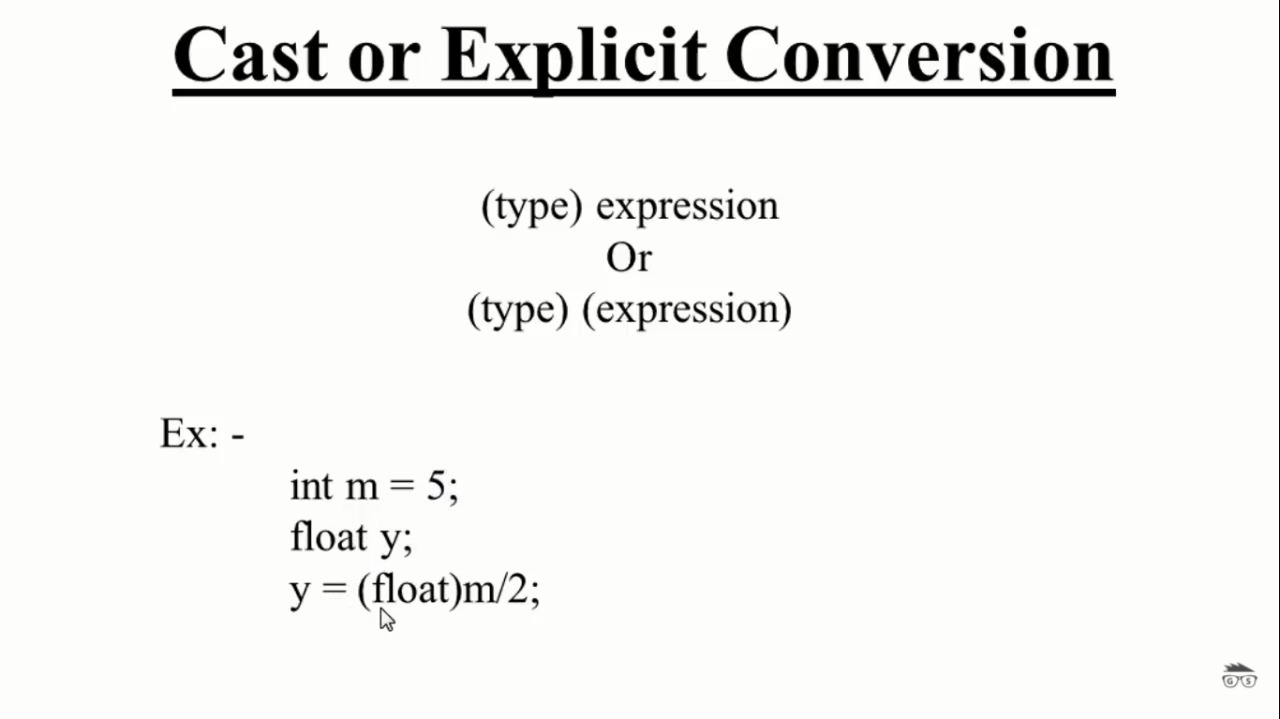 Cast or Explicit Conversion
(type) expression
Or
(type) (expression)
Ex: -
int m = 5;
float y;
y = (float)m/2;
G S